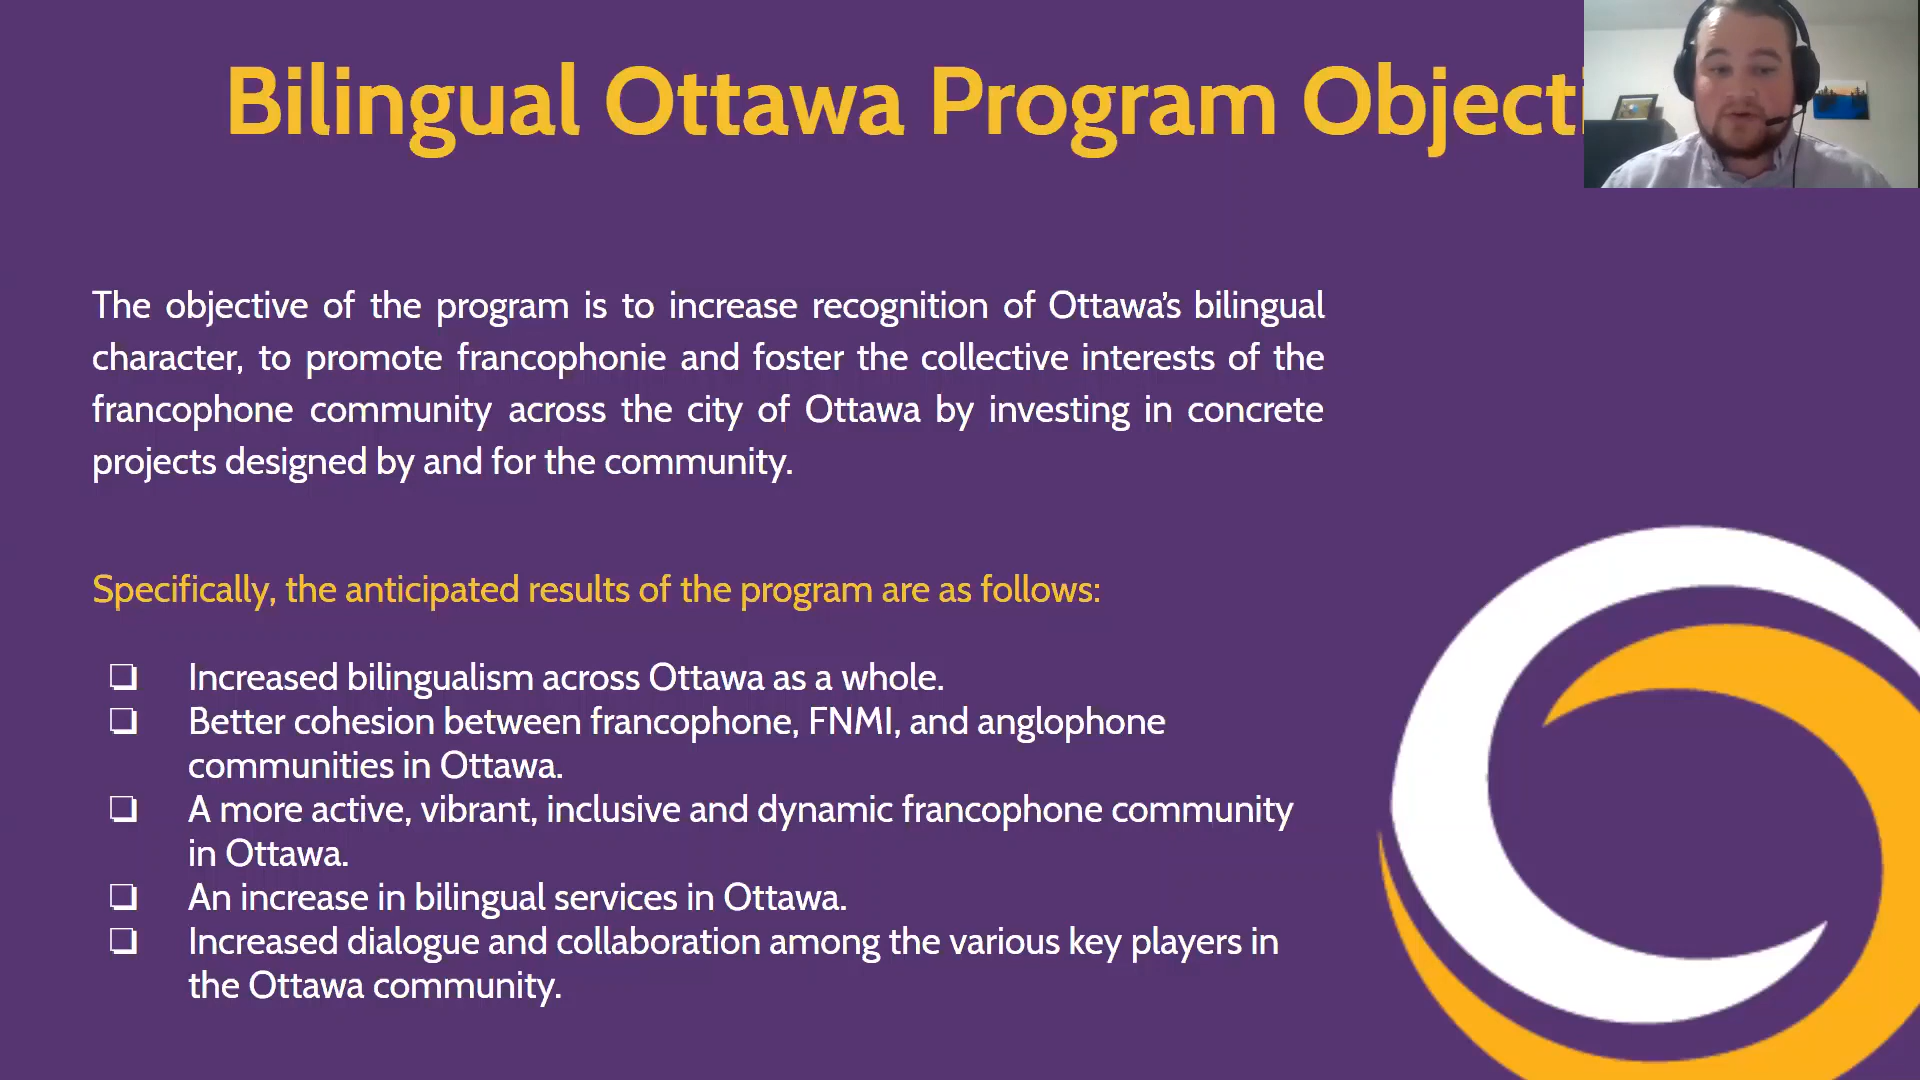 Bilingual Ottawa Program Objecti
The objective of the program is to increase recognition of Ottawa's bilingual
character, to promote francophonie and foster the collective interests of the
francophone community across the city of Ottawa by investing in concrete
projects designed by and for the community.
Specifically, the anticipated results of the program are as follows:
❏ Increased bilingualism across Ottawa as a whole.
❏ Better cohesion between francophone, FNMI, and anglophone
communities in Ottawa.
❏ A more active, vibrant, inclusive and dynamic francophone community
in Ottawa.
❏ An increase in bilingual services in Ottawa.
❏ Increased dialogue and collaboration among the various key players in
the Ottawa community.